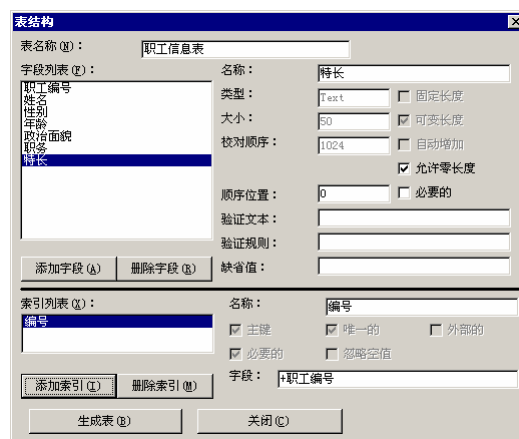 表结构
表名称(N)： 职工信息表
字段列表(F)： 名称： 特长
职工编号
姓名
性别
年龄
政治面貌
职务
特长
类型： Text 固定长度
大小： 50 可变长度
校对顺序： 1024 自动增加
允许零长度
顺序位置： 0 必要的
验证文本：
验证规则：
添加字段(A) 删除字段(R) 缺省值：
索引列表(X)： 名称： 编号
编号
主键 唯一的 外部的
必要的 忽略空值
添加索引(I) 删除索引(M) 字段： +职工编号
生成表(B) 关闭(C)